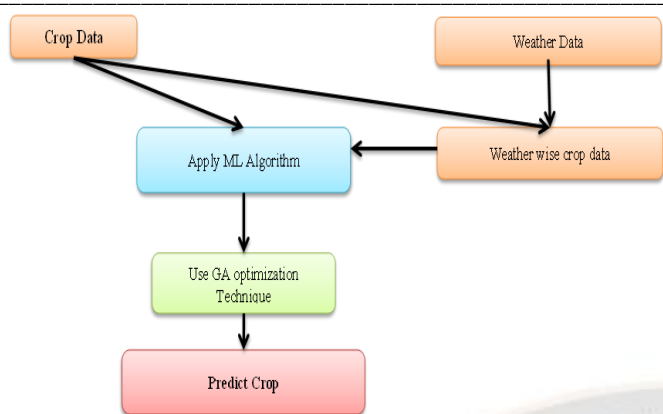 Crop Data
Weather Data
Apply ML Algorithm
Weather wise crop data
Use GA optimization
Technique
Predict Crop